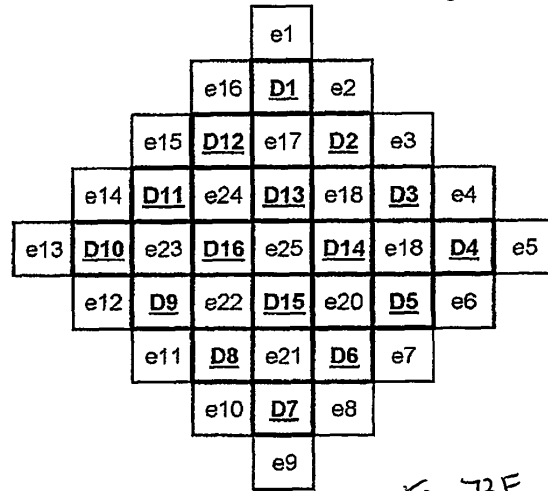 e1
e16 D1 e2
e15 D12 e17 D2 e3
e14 D11 e24 D13 e18 D3 e4
e13 D10 e23 D16 e25 D14 e18 D4 e5
e12 D9 e22 D15 e20 D5 e6
e11 D8 e21 D6 e7
e10 D7 e8
e9
72F